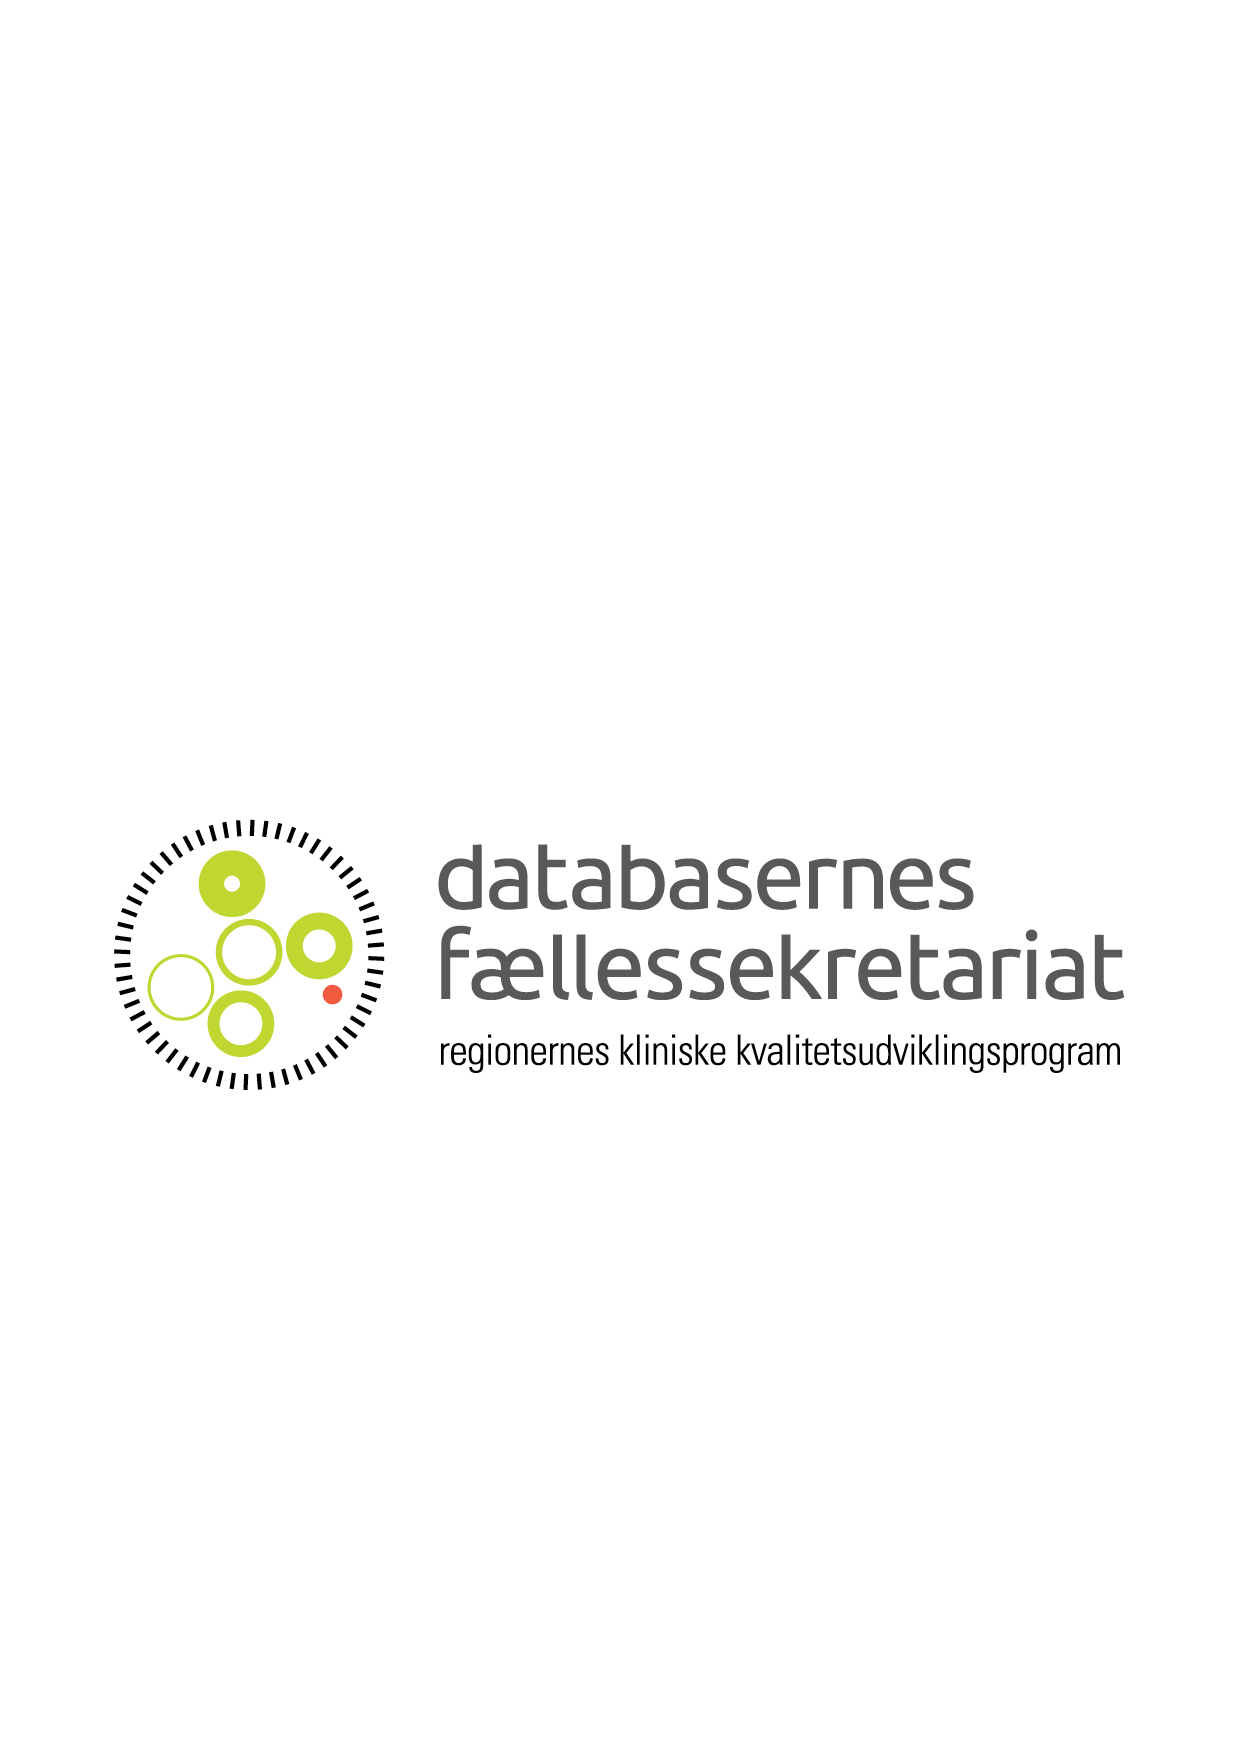 databasernes
fællessekretariat
regionernes kliniske kvalitetsudviklingsprogram